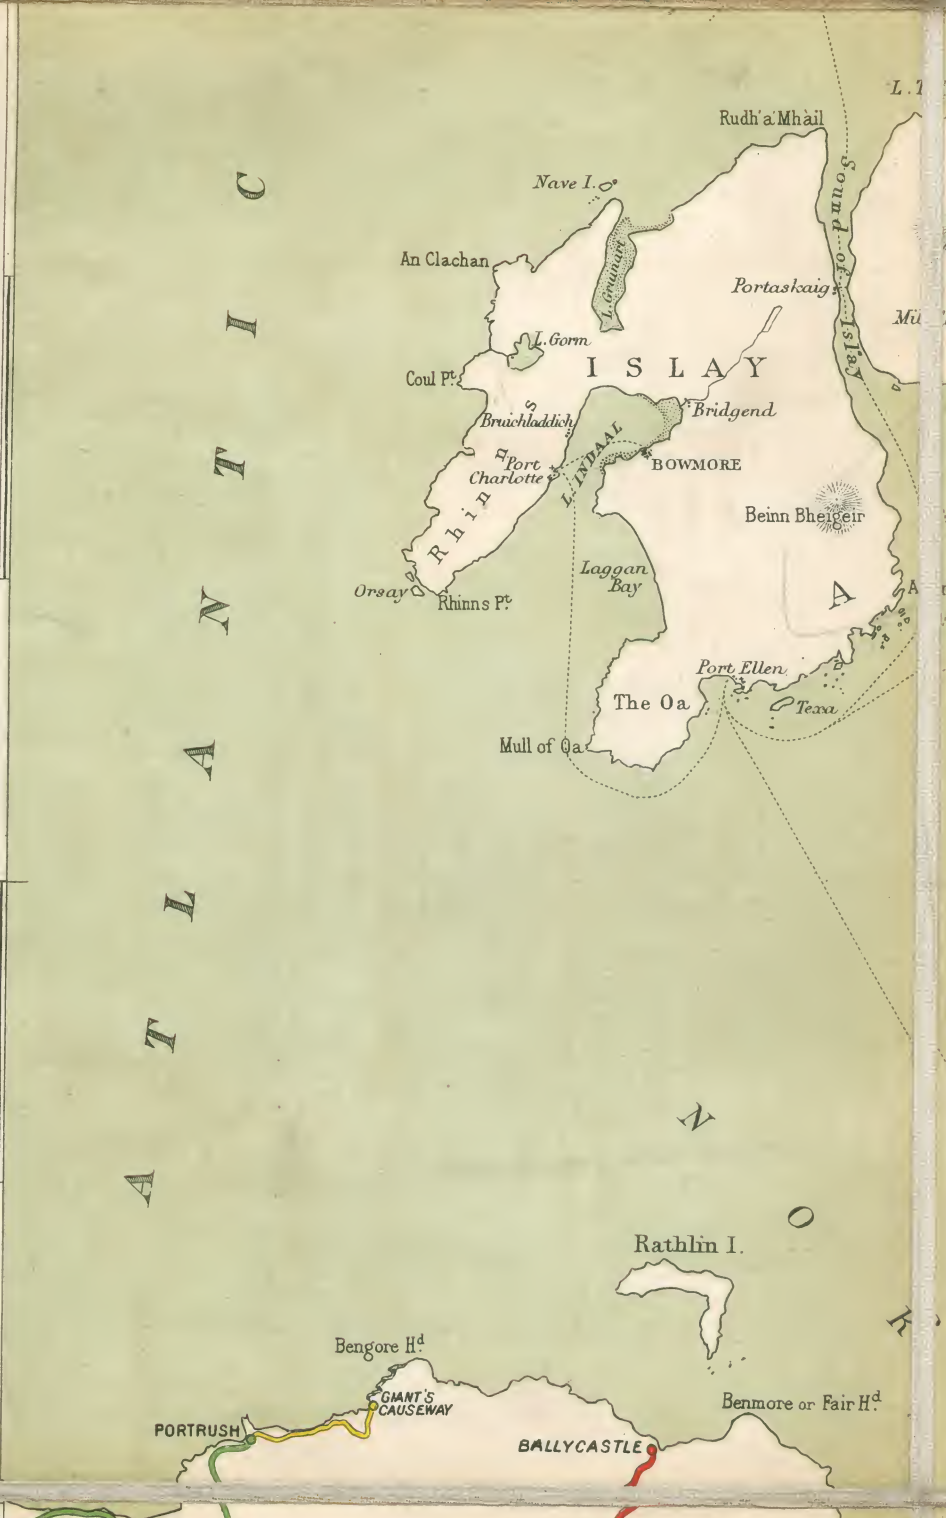 L.
Rudh'a'Mhàil
Sound of Islay
Nave I.
L. Gruinart
An Clachan
Portaskaig
Mil
L. Gorm
ISLAY
Coul Pt.
Bridgend
Bruichladdich
Rhinns
L. INDAAL
BOWMORE
Port
Charlotte
Beinn Bheigeir
Laggan
Bay
Orsay
Rhinns Pt.
A
A
Port Ellen
The Oa
Texa
Mull of Oa
ATLANTIC
N
O
Rathlin I.
K
Bengore Hd.
GIANT'S
CAUSEWAY
Benmore or Fair Hd.
PORTRUSH
BALLYCASTLE